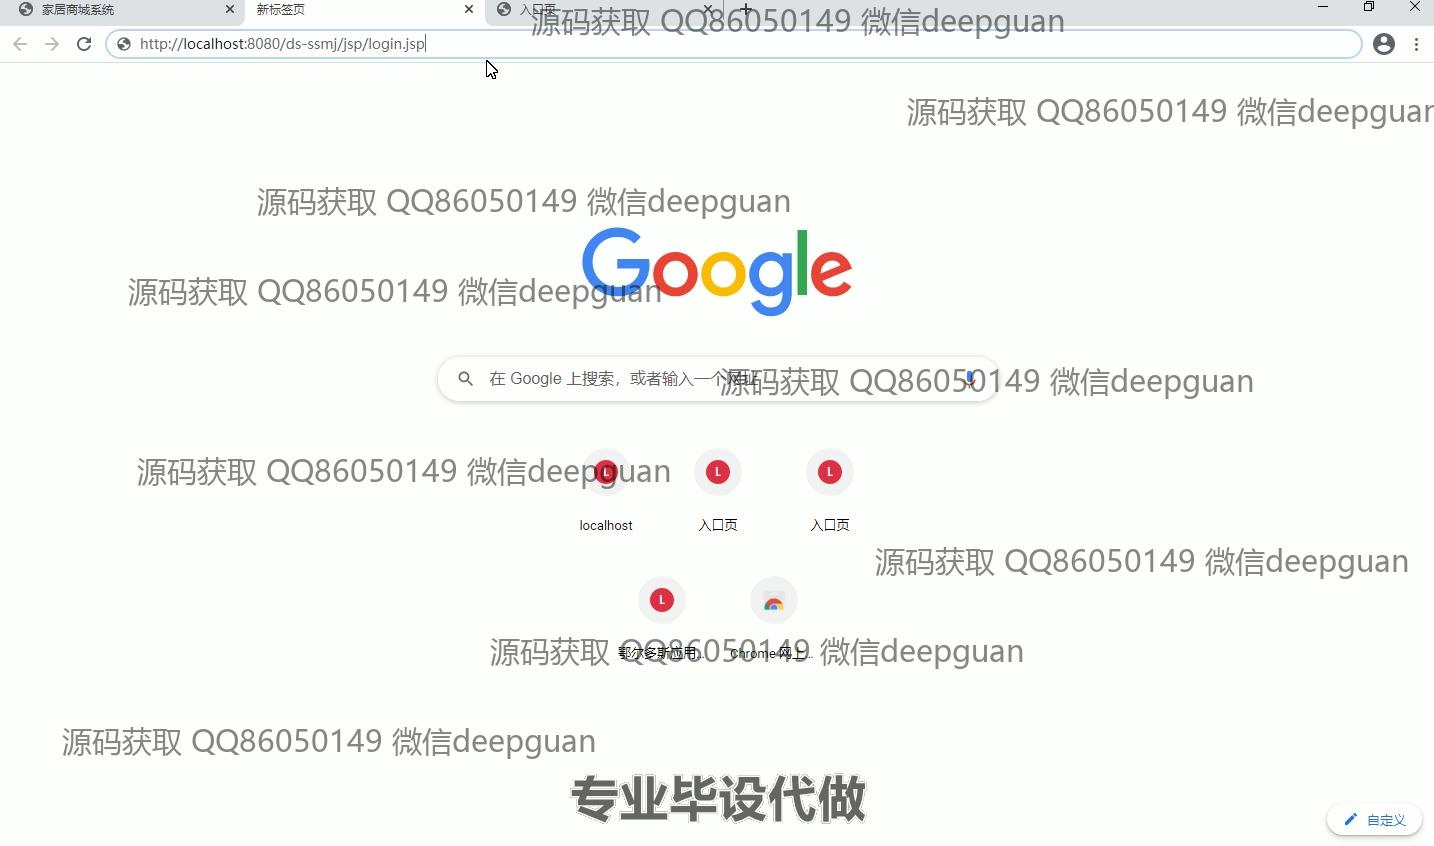 家居商城系统
新标签页
入口页
源码获取 QQ86050149 微信deepguan
http://localhost:8080/ds-ssmj/jsp/login.jsp
源码获取 QQ86050149 微信deepguan
源码获取 QQ86050149 微信deepguan
Google
源码获取 QQ86050149 微信deepguan
在 Google 上搜索，或者输入一个网址
源码获取 QQ86050149 微信deepguan
源码获取 QQ86050149 微信deepguan
L
L
L
localhost
入口页
入口页
源码获取 QQ86050149 微信deepguan
L
源码获取 QQ86050149 微信deepguan
鄂尔多斯应用...
Chrome 网上...
源码获取 QQ86050149 微信deepguan
专业毕设代做
自定义